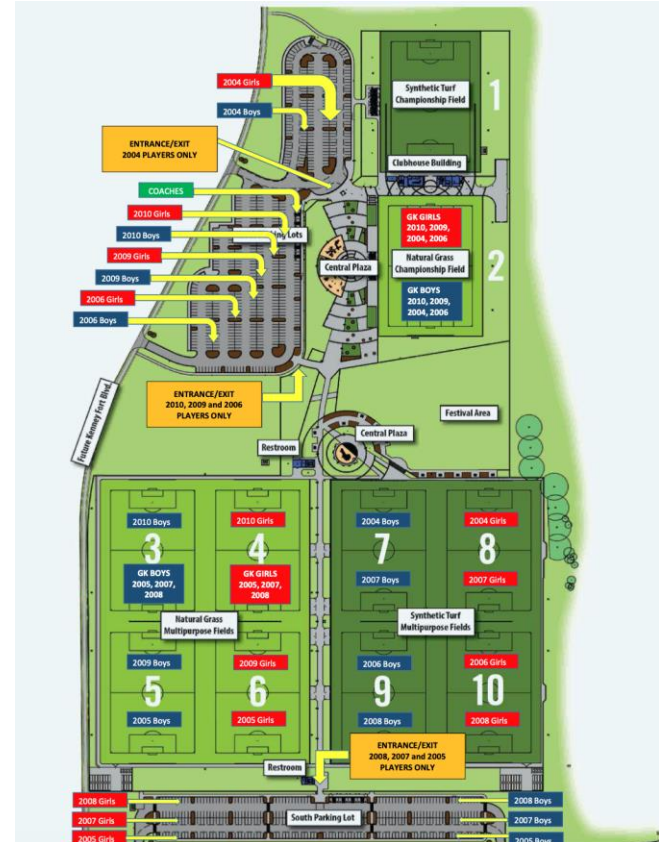 2004 Girls
2004 Boys
ENTRANCE/EXIT
2004 PLAYERS ONLY
Synthetic Turf
Championship Field
1
Clubhouse Building
COACHES
2010 Girls
2010 Boys
2009 Girls
2009 Boys
2006 Girls
2006 Boys
Lots
Central Plaza
GK GIRLS
2010, 2009,
2004, 2006
Natural Grass
Championship Field
2
GK BOYS
2010, 2009,
2004, 2006
ENTRANCE/EXIT
2010, 2009 and 2006
PLAYERS ONLY
Future Kenney Fort Blvd.
Festival Area
Central Plaza
Restroom
2010 Boys
3
GK BOYS
2005, 2007,
2008
2010 Girls
4
GK GIRLS
2005, 2007,
2008
2004 Boys
7
2007 Boys
2004 Girls
8
2007 Girls
Natural Grass
Multipurpose Fields
Synthetic Turf
Multipurpose Fields
2009 Boys
5
2005 Boys
2009 Girls
6
2005 Girls
2006 Boys
9
2008 Boys
2006 Girls
10
2008 Girls
ENTRANCE/EXIT
2008, 2007 and 2005
PLAYERS ONLY
Restroom
2008 Girls
2007 Girls
2005 Girls
South Parking Lot
2008 Boys
2007 Boys
2005 Boys